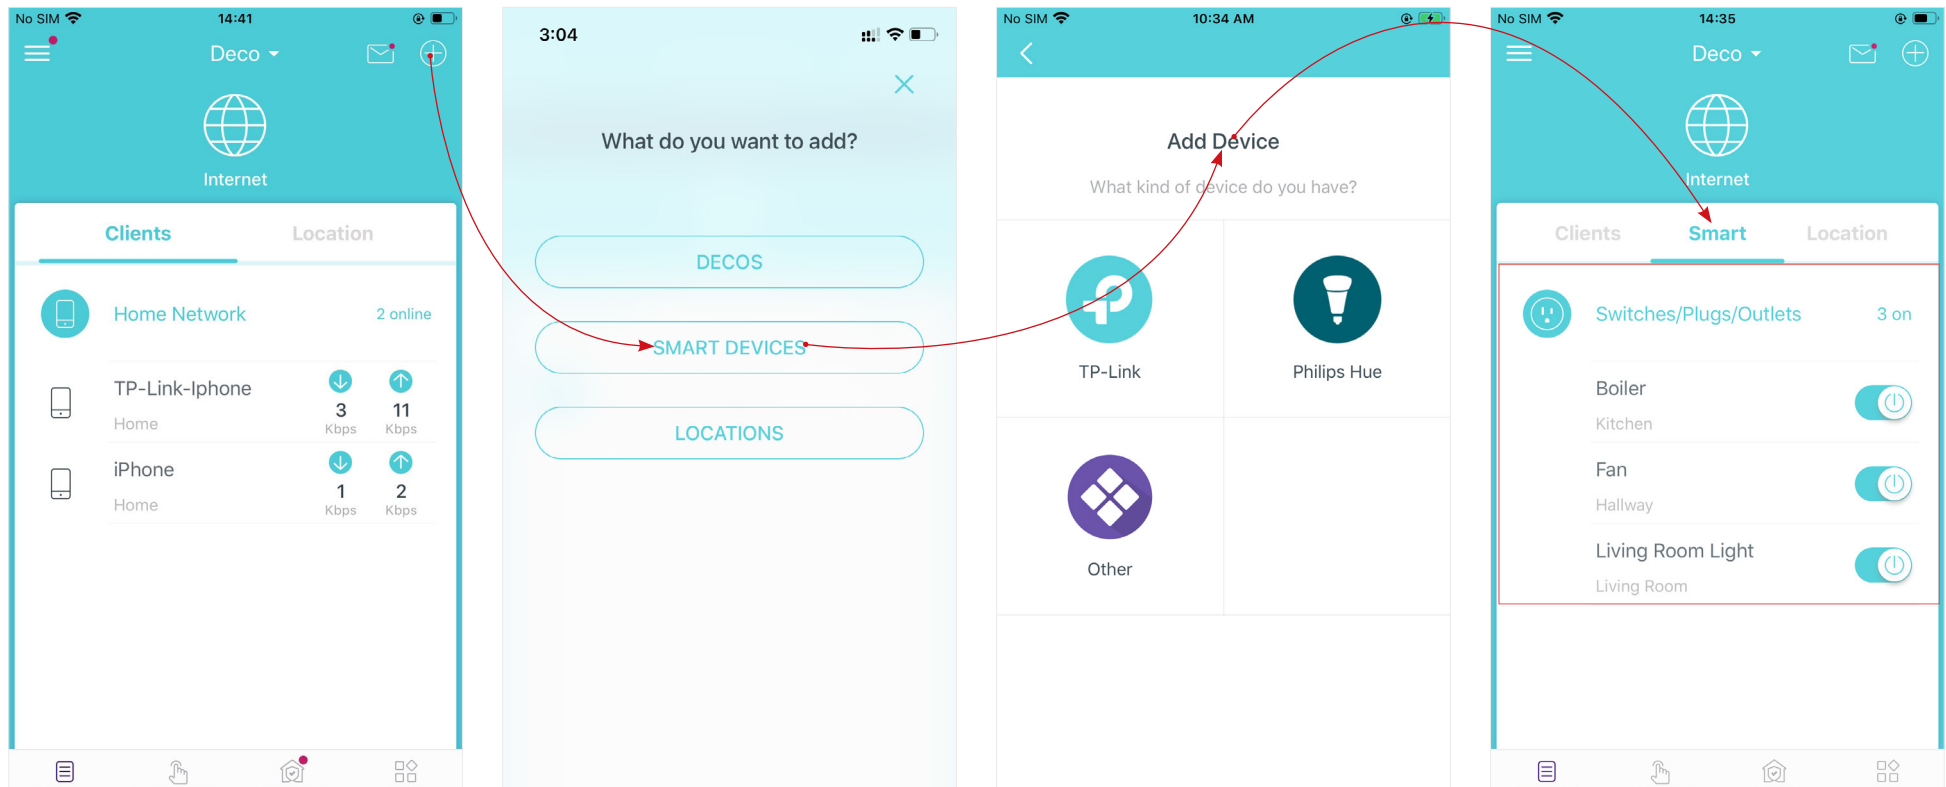 No SIM 14:41
Deco
Internet
Clients Location
Home Network 2 online
TP-Link-Iphone
3 11
Home Kbps Kbps
iPhone
1 2
Home Kbps Kbps
3:04
What do you want to add?
DECOS
SMART DEVICES
LOCATIONS
No SIM 10:34 AM
Add Device
What kind of device do you have?
TP-Link Philips Hue
Other
No SIM 14:35
Deco
Internet
Clients Smart Location
Switches/Plugs/Outlets 3 on
Boiler
Kitchen
Fan
Hallway
Living Room Light
Living Room